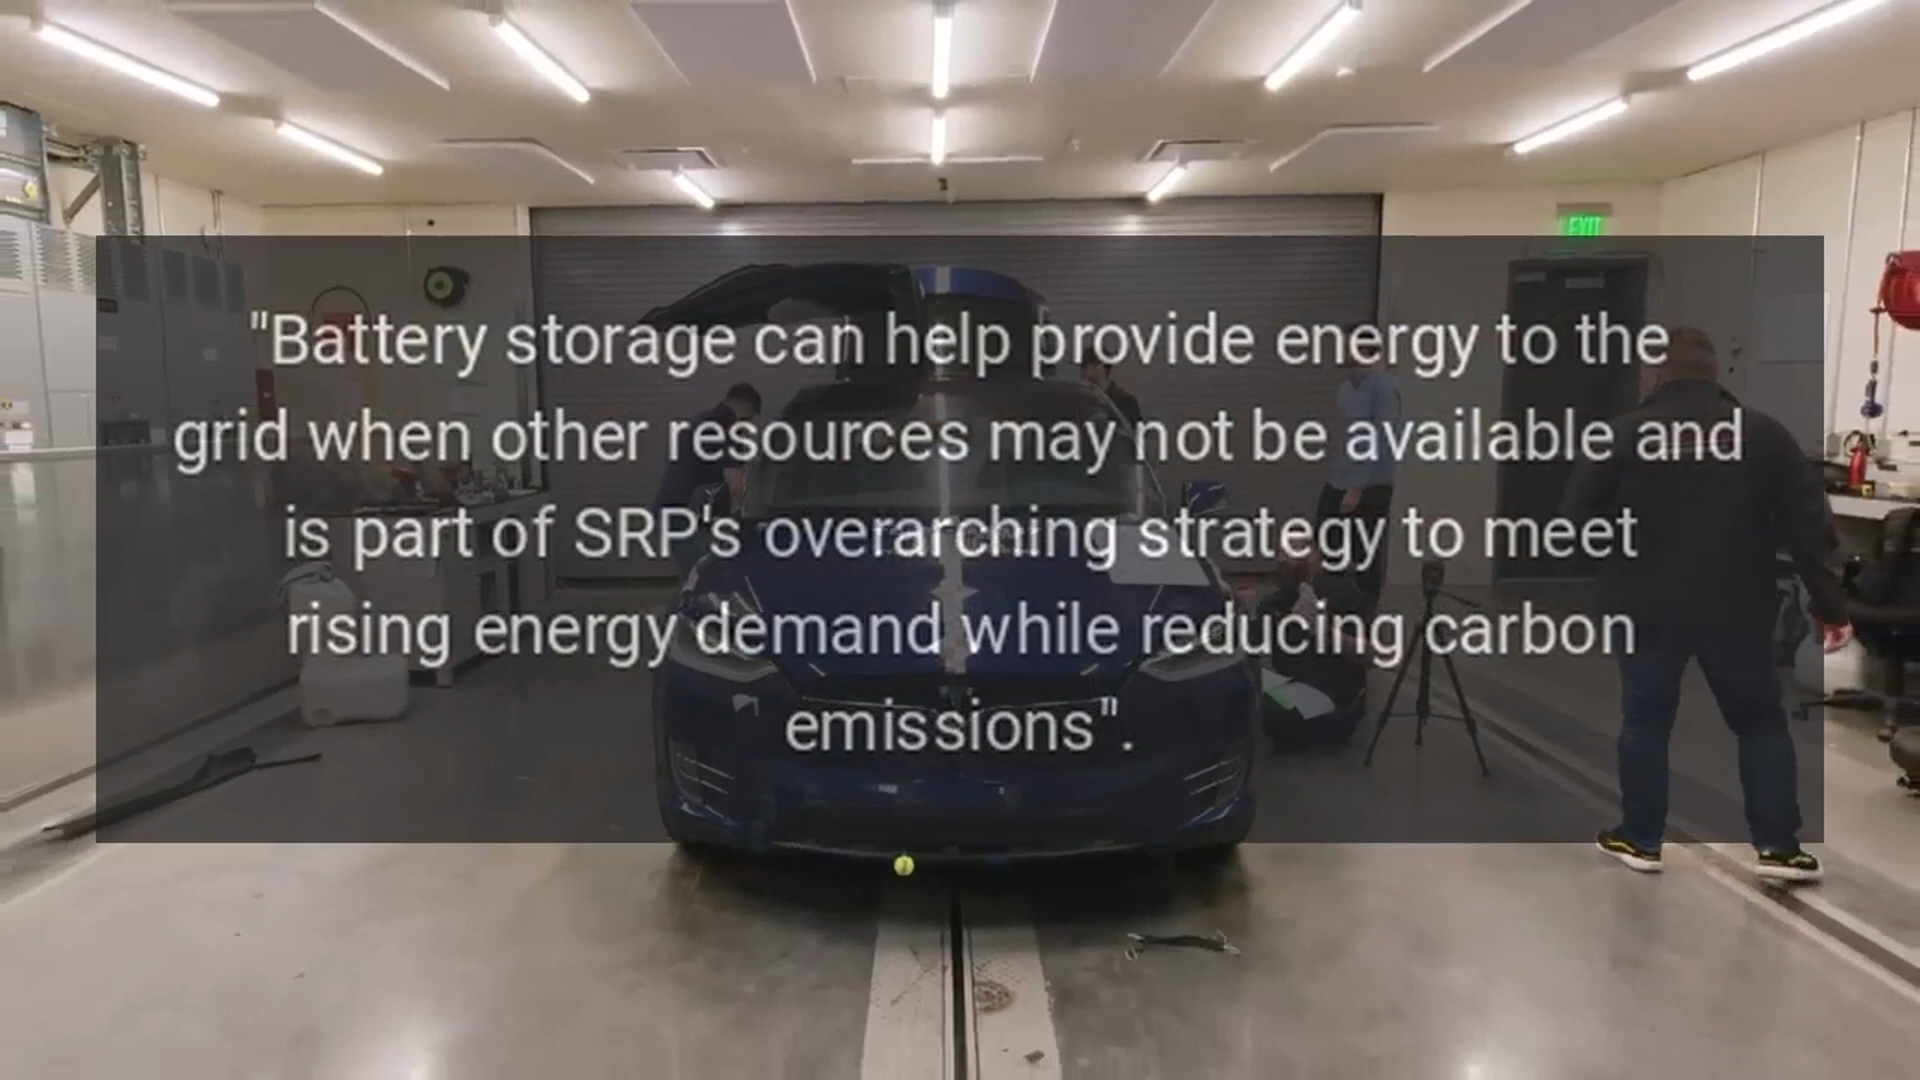 EXIT
"Battery storage can help provide energy to the
grid when other resources may not be available and
is part of SRP's overarching strategy to meet
rising energy demand while reducing carbon
emissions".